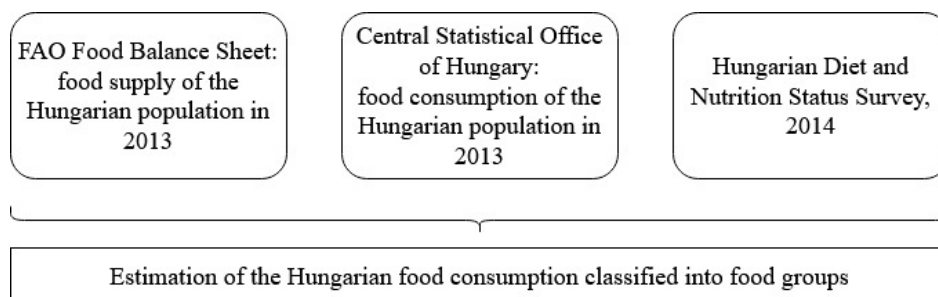 FAO Food Balance Sheet:
food supply of the
Hungarian population in
2013
Central Statistical Office
of Hungary:
food consumption of the
Hungarian population in
2013
Hungarian Diet and
Nutrition Status Survey,
2014
Estimation of the Hungarian food consumption classified into food groups